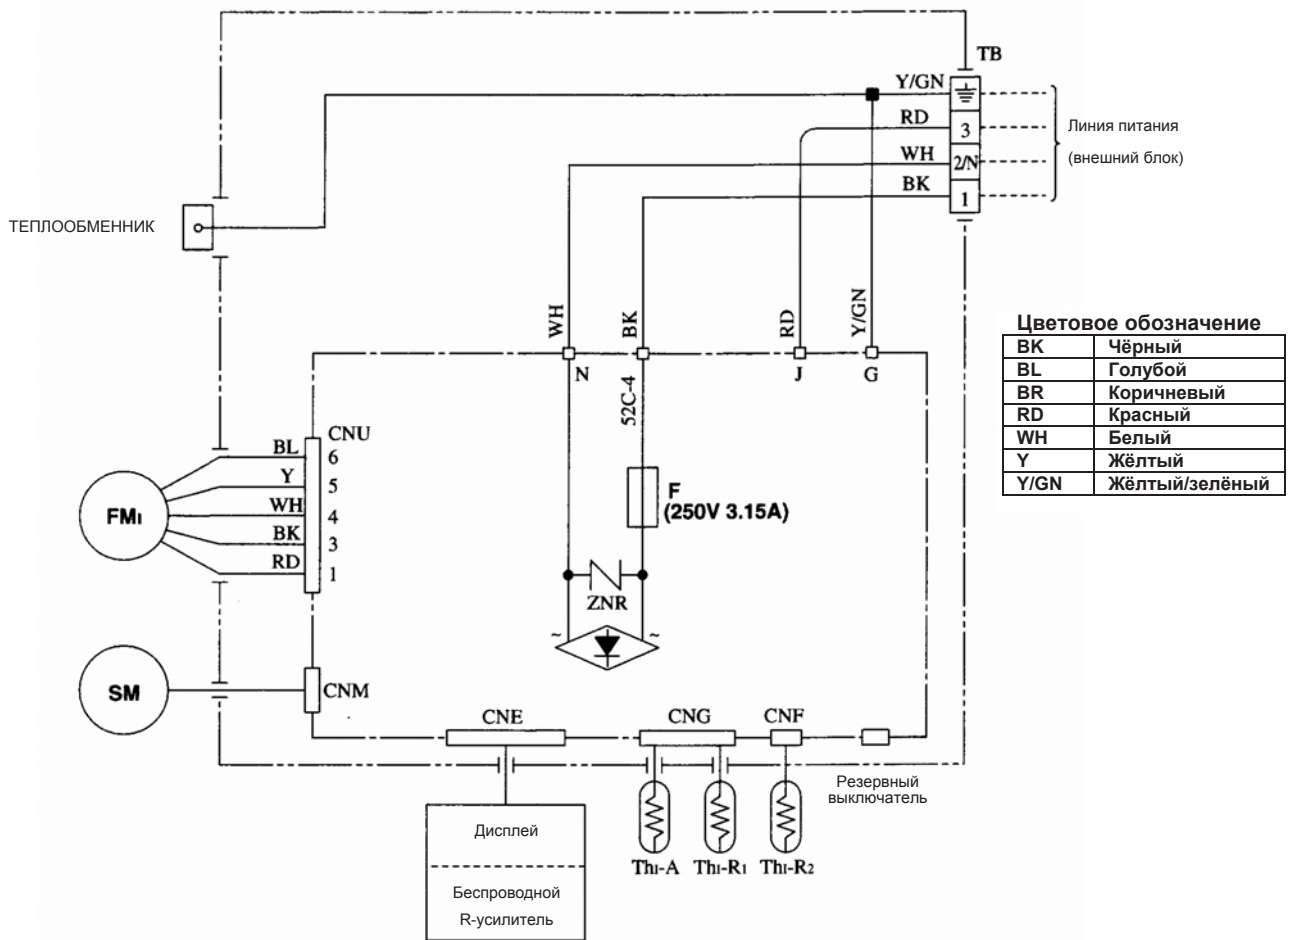 TB
Y/GN
RD
3
Линия питания
WH
2/N
(внешний блок)
BK
1
ТЕПЛООБМЕННИК
WH
BK
RD
Y/GN
N
52C-4
J
G
Цветовое обозначение
BK Чёрный
BL Голубой
BR Коричневый
RD Красный
WH Белый
Y Жёлтый
Y/GN Жёлтый/зелёный
CNU
BL 6
Y 5
FMI
WH 4
BK 3
RD 1
F
(250V 3.15A)
ZNR
~ ~
SM
CNM
CNE
CNG
CNF
Резервный
выключатель
Дисплей
Беспроводной
R-усилитель
ThI-A
ThI-R1
ThI-R2